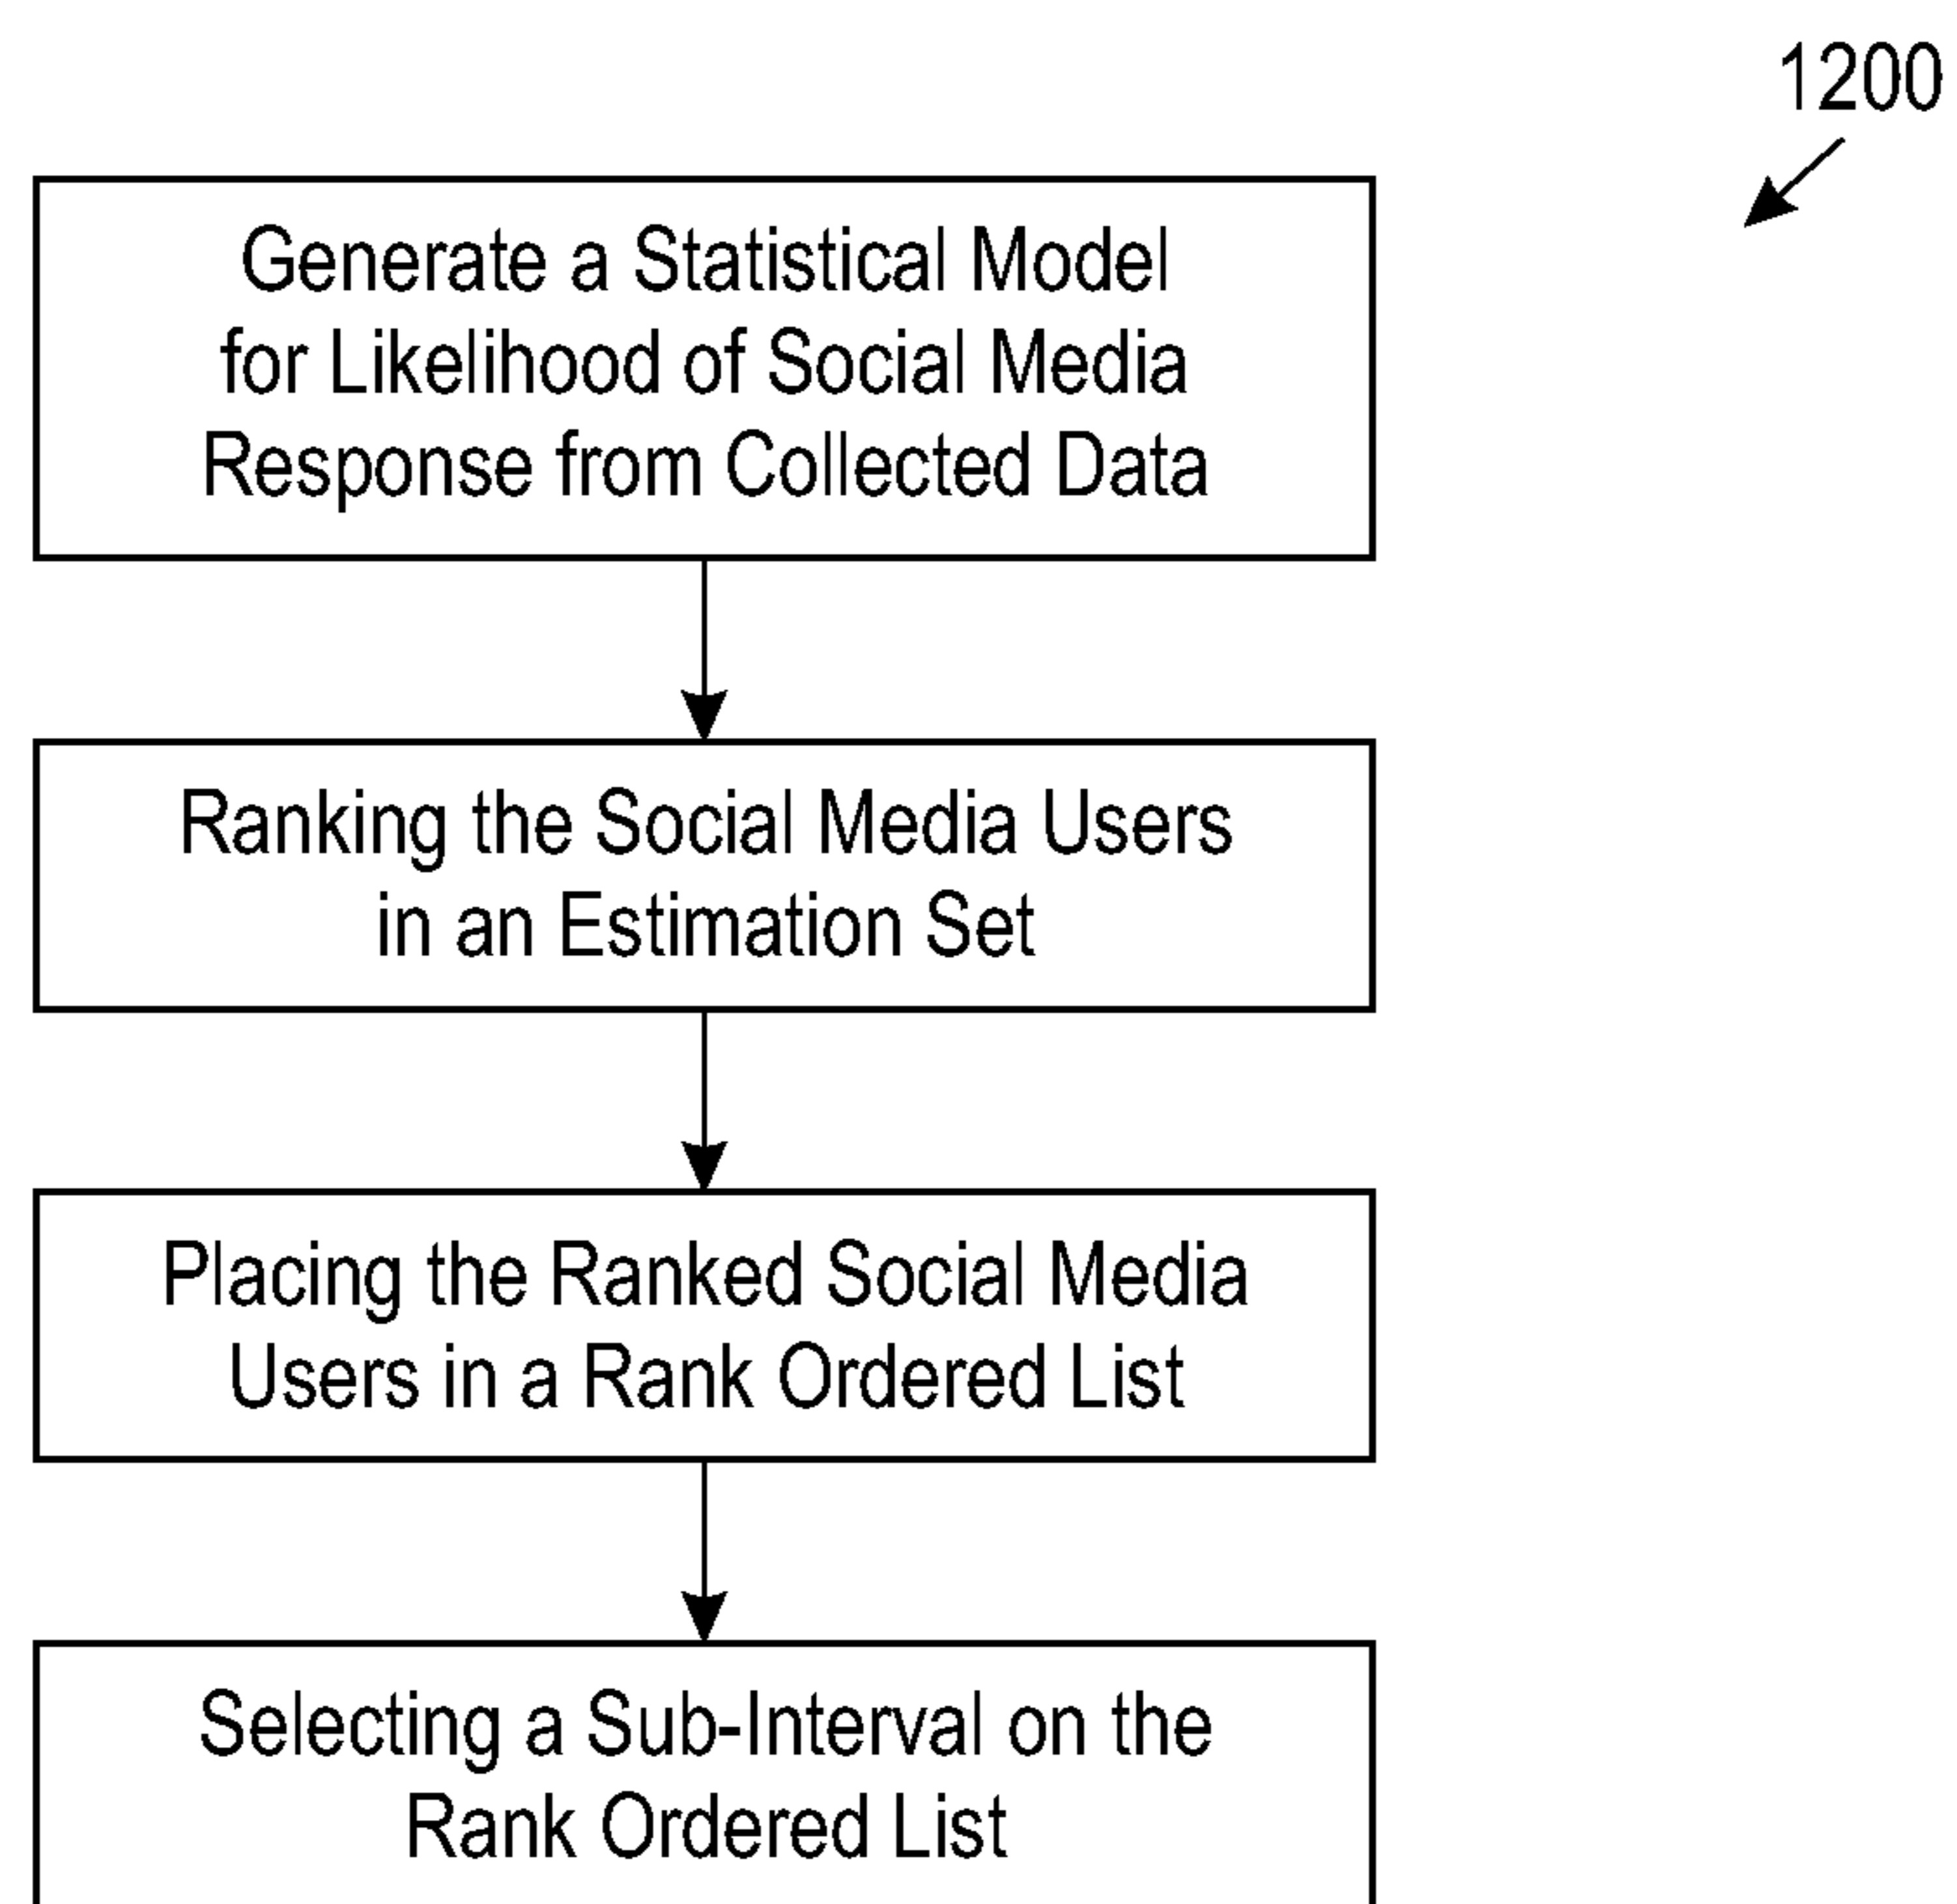 1200
Generate a Statistical Model
for Likelihood of Social Media
Response from Collected Data
Ranking the Social Media Users
in an Estimation Set
Placing the Ranked Social Media
Users in a Rank Ordered List
Selecting a Sub-Interval on the
Rank Ordered List